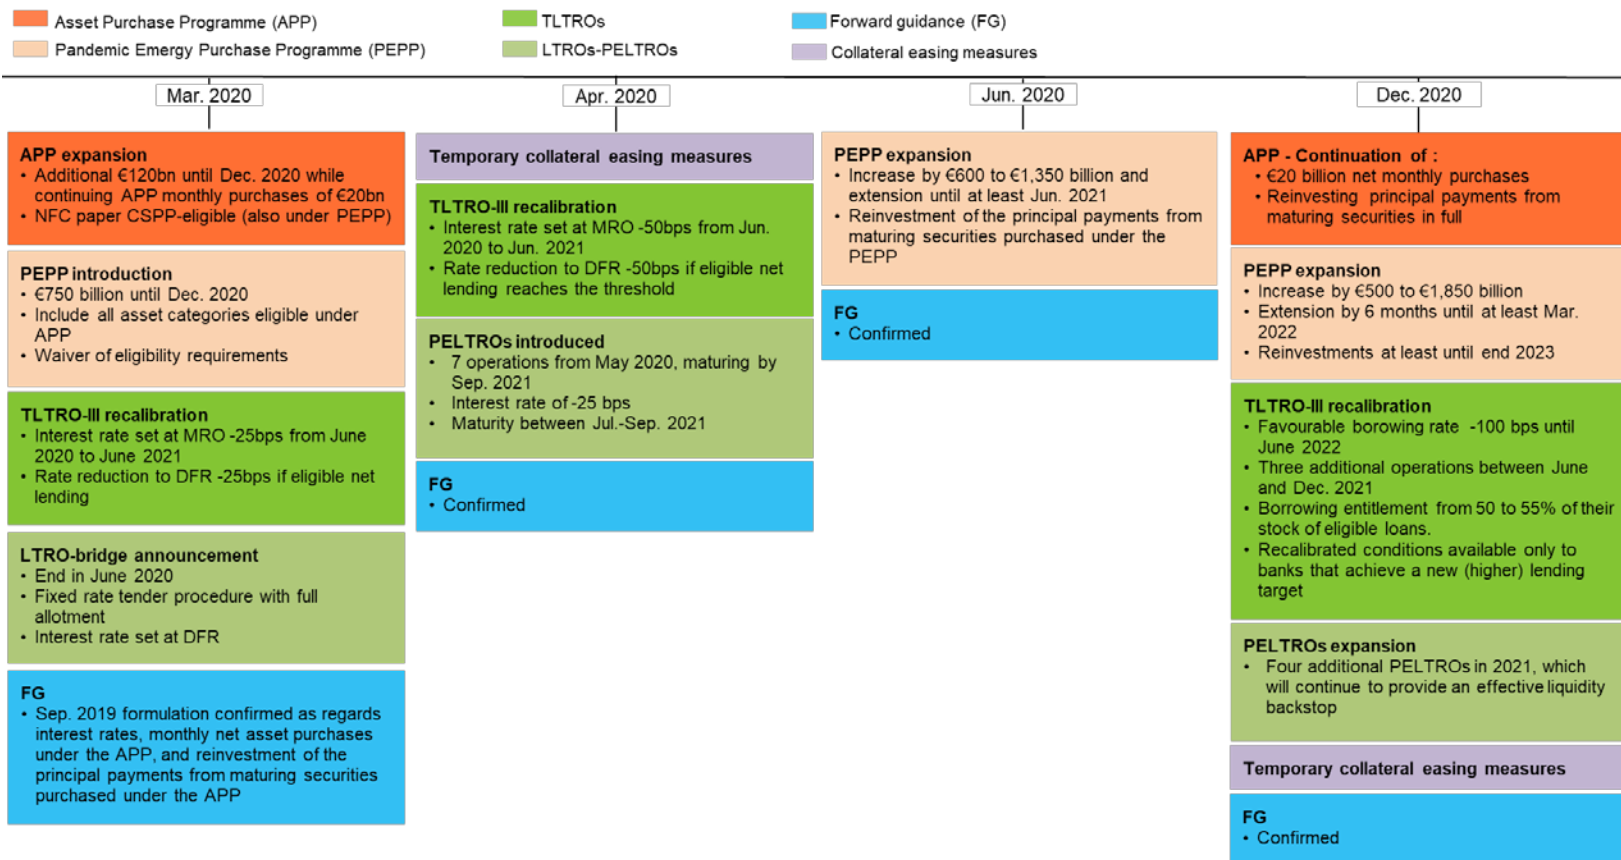 Asset Purchase Programme (APP)
Pandemic Emergency Purchase Programme (PEPP)
TLTROs
LTROs-PELTROs
Forward guidance (FG)
Collateral easing measures
Mar. 2020
APP expansion
• Additional €120bn until Dec. 2020 while
continuing APP monthly purchases of €20bn
• NFC paper CSPP-eligible (also under PEPP)
PEPP introduction
• €750 billion until Dec. 2020
• Include all asset categories eligible under
APP
• Waiver of eligibility requirements
TLTRO-III recalibration
• Interest rate set at MRO -25bps from June
2020 to June 2021
• Rate reduction to DFR -25bps if eligible net
lending
LTRO-bridge announcement
• End in June 2020
• Fixed rate tender procedure with full
allotment
• Interest rate set at DFR
FG
• Sep. 2019 formulation confirmed as regards
interest rates, monthly net asset purchases
under the APP, and reinvestment of the
principal payments from maturing securities
purchased under the APP
Apr. 2020
Temporary collateral easing measures
TLTRO-III recalibration
• Interest rate set at MRO -50bps from Jun.
2020 to Jun. 2021
• Rate reduction to DFR -50bps if eligible net
lending reaches the threshold
PELTROs introduced
• 7 operations from May 2020, maturing by
Sep. 2021
• Interest rate of -25 bps
• Maturity between Jul.-Sep. 2021
FG
• Confirmed
Jun. 2020
PEPP expansion
• Increase by €600 to €1,350 billion and
extension until at least Jun. 2021
• Reinvestment of the principal payments from
maturing securities purchased under the
PEPP
FG
• Confirmed
Dec. 2020
APP - Continuation of :
• €20 billion net monthly purchases
• Reinvesting principal payments from
maturing securities in full
PEPP expansion
• Increase by €500 to €1,850 billion
• Extension by 6 months until at least Mar.
2022
• Reinvestments at least until end 2023
TLTRO-III recalibration
• Favourable borrowing rate -100 bps until
June 2022
• Three additional operations between June
and Dec. 2021
• Borrowing entitlement from 50 to 55% of their
stock of eligible loans.
• Recalibrated conditions available only to
banks that achieve a new (higher) lending
target
PELTROs expansion
• Four additional PELTROs in 2021, which
will continue to provide an effective liquidity
backstop
Temporary collateral easing measures
FG
• Confirmed